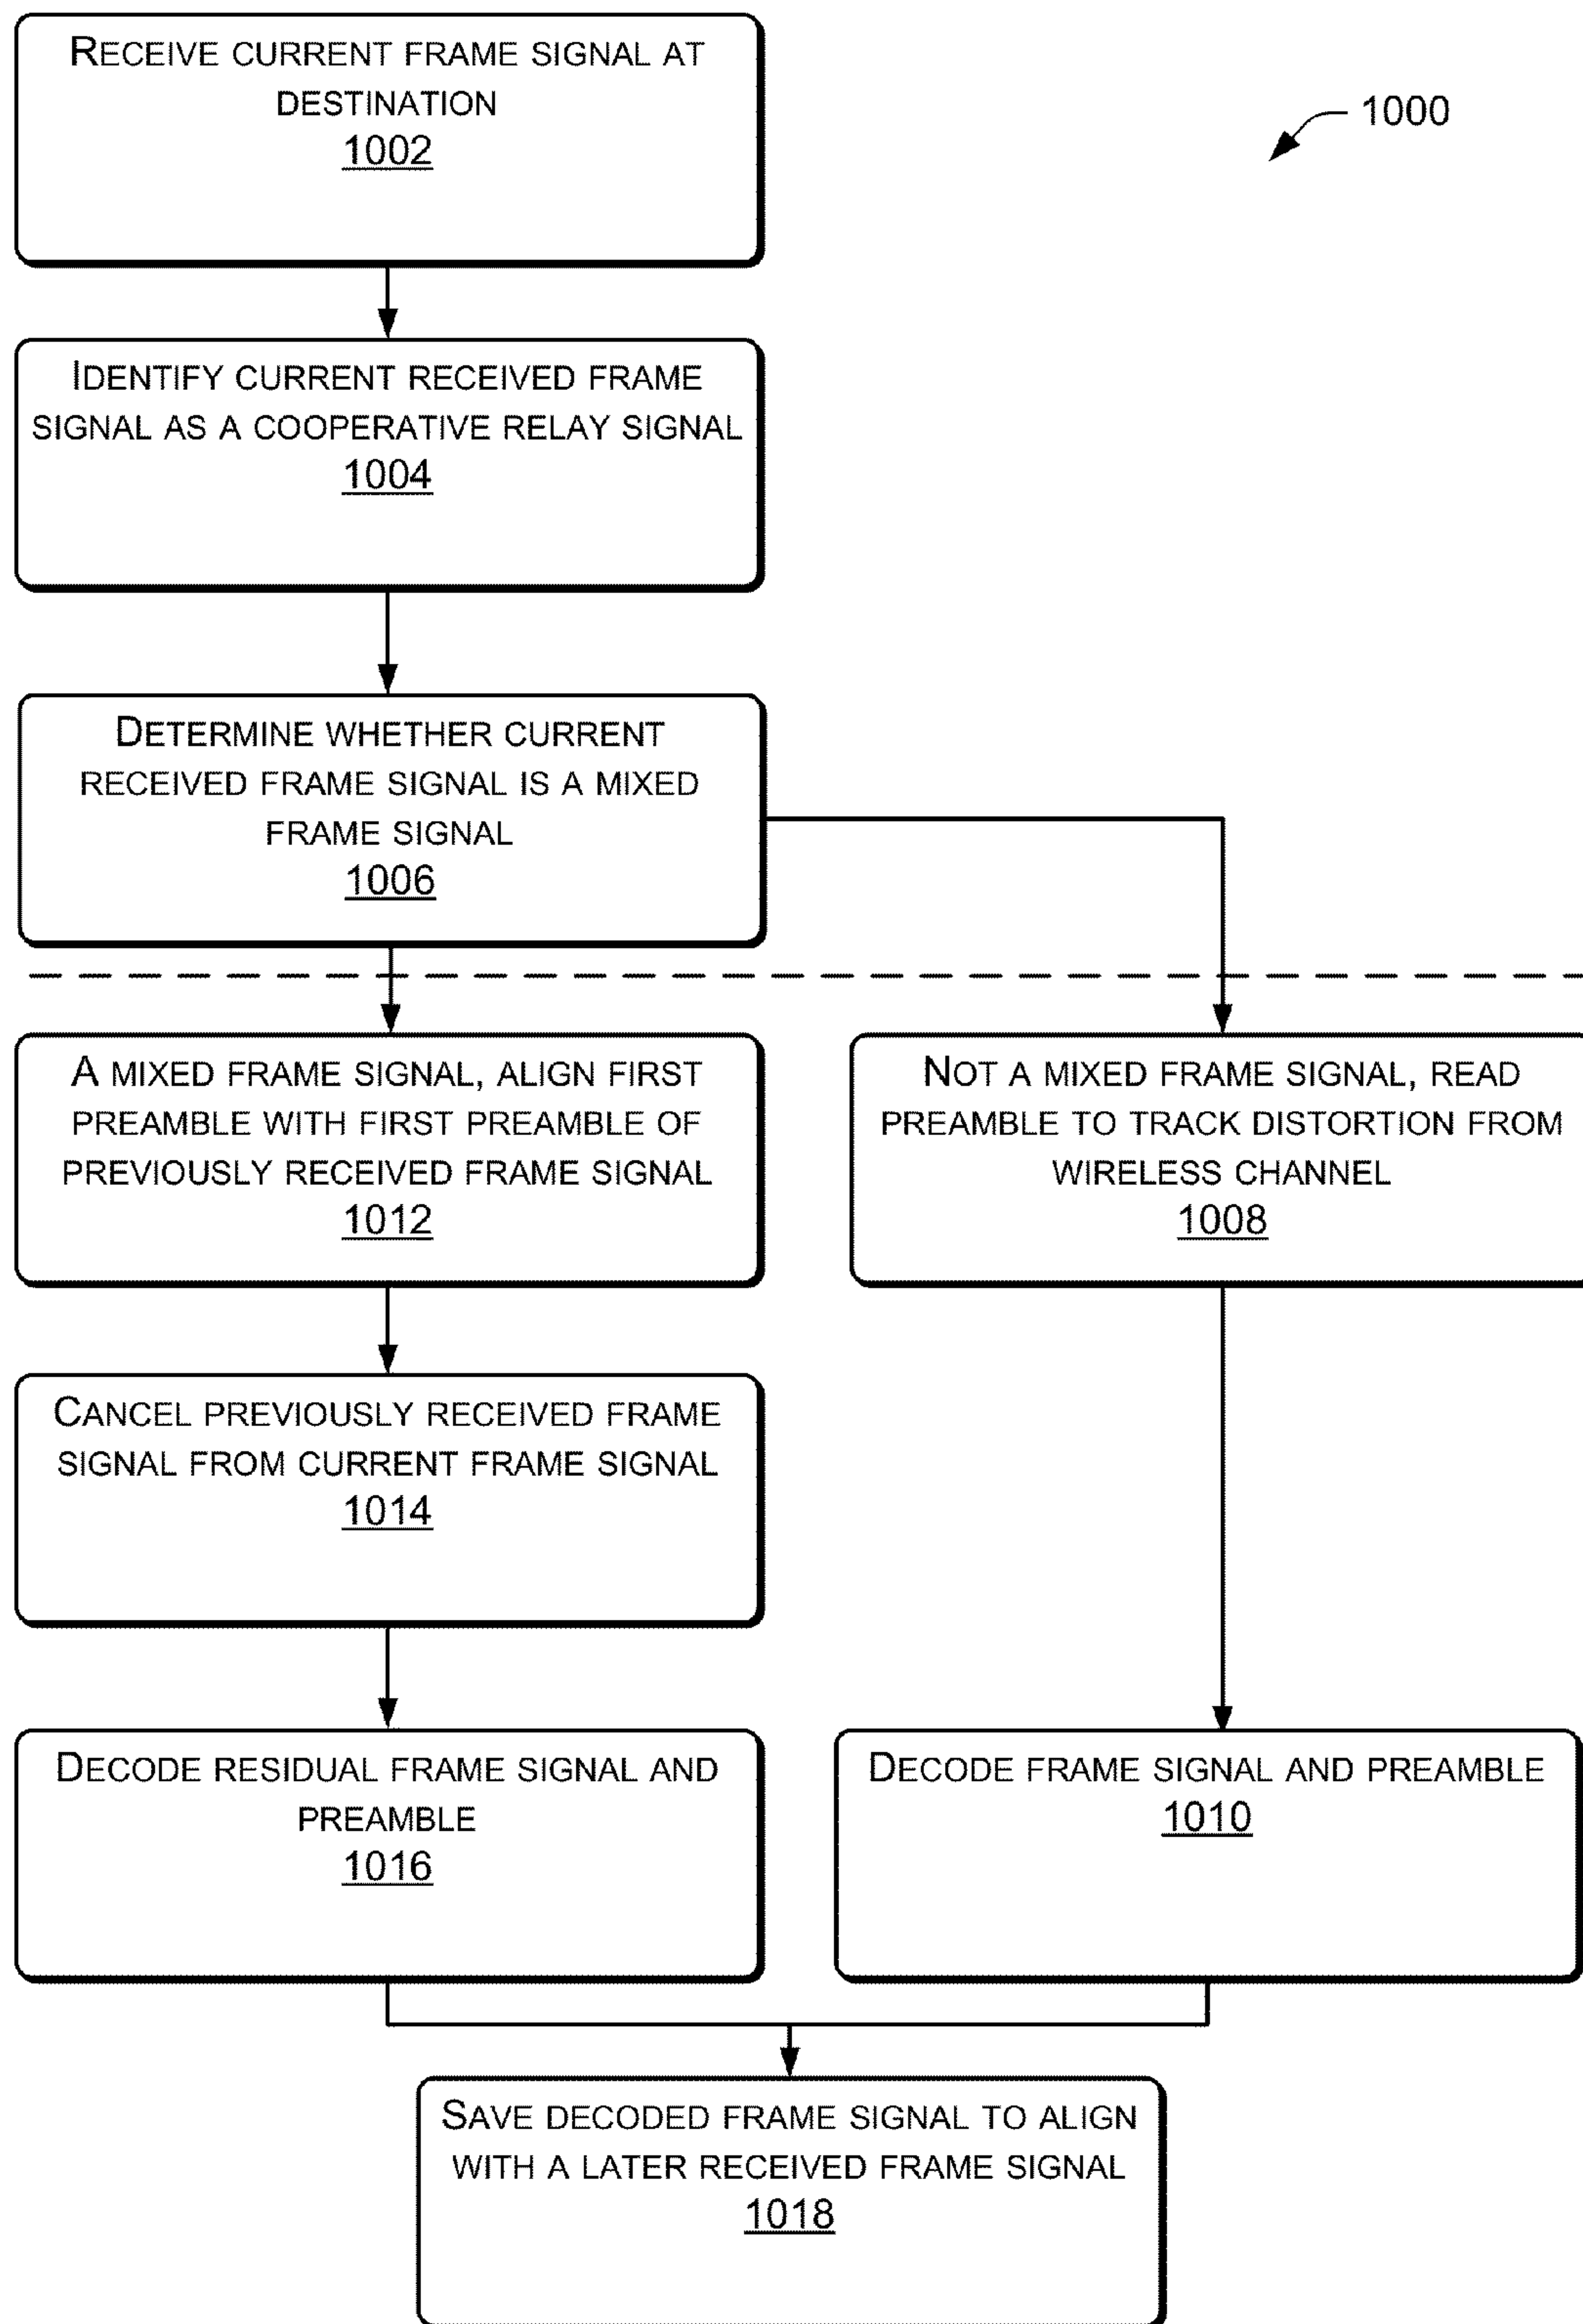 RECEIVE CURRENT FRAME SIGNAL AT
DESTINATION
1002
1000
IDENTIFY CURRENT RECEIVED FRAME
SIGNAL AS A COOPERATIVE RELAY SIGNAL
1004
DETERMINE WHETHER CURRENT
RECEIVED FRAME SIGNAL IS A MIXED
FRAME SIGNAL
1006
A MIXED FRAME SIGNAL, ALIGN FIRST
PREAMBLE WITH FIRST PREAMBLE OF
PREVIOUSLY RECEIVED FRAME SIGNAL
1012
NOT A MIXED FRAME SIGNAL, READ
PREAMBLE TO TRACK DISTORTION FROM
WIRELESS CHANNEL
1008
CANCEL PREVIOUSLY RECEIVED FRAME
SIGNAL FROM CURRENT FRAME SIGNAL
1014
DECODE RESIDUAL FRAME SIGNAL AND
PREAMBLE
1016
DECODE FRAME SIGNAL AND PREAMBLE
1010
SAVE DECODED FRAME SIGNAL TO ALIGN
WITH A LATER RECEIVED FRAME SIGNAL
1018